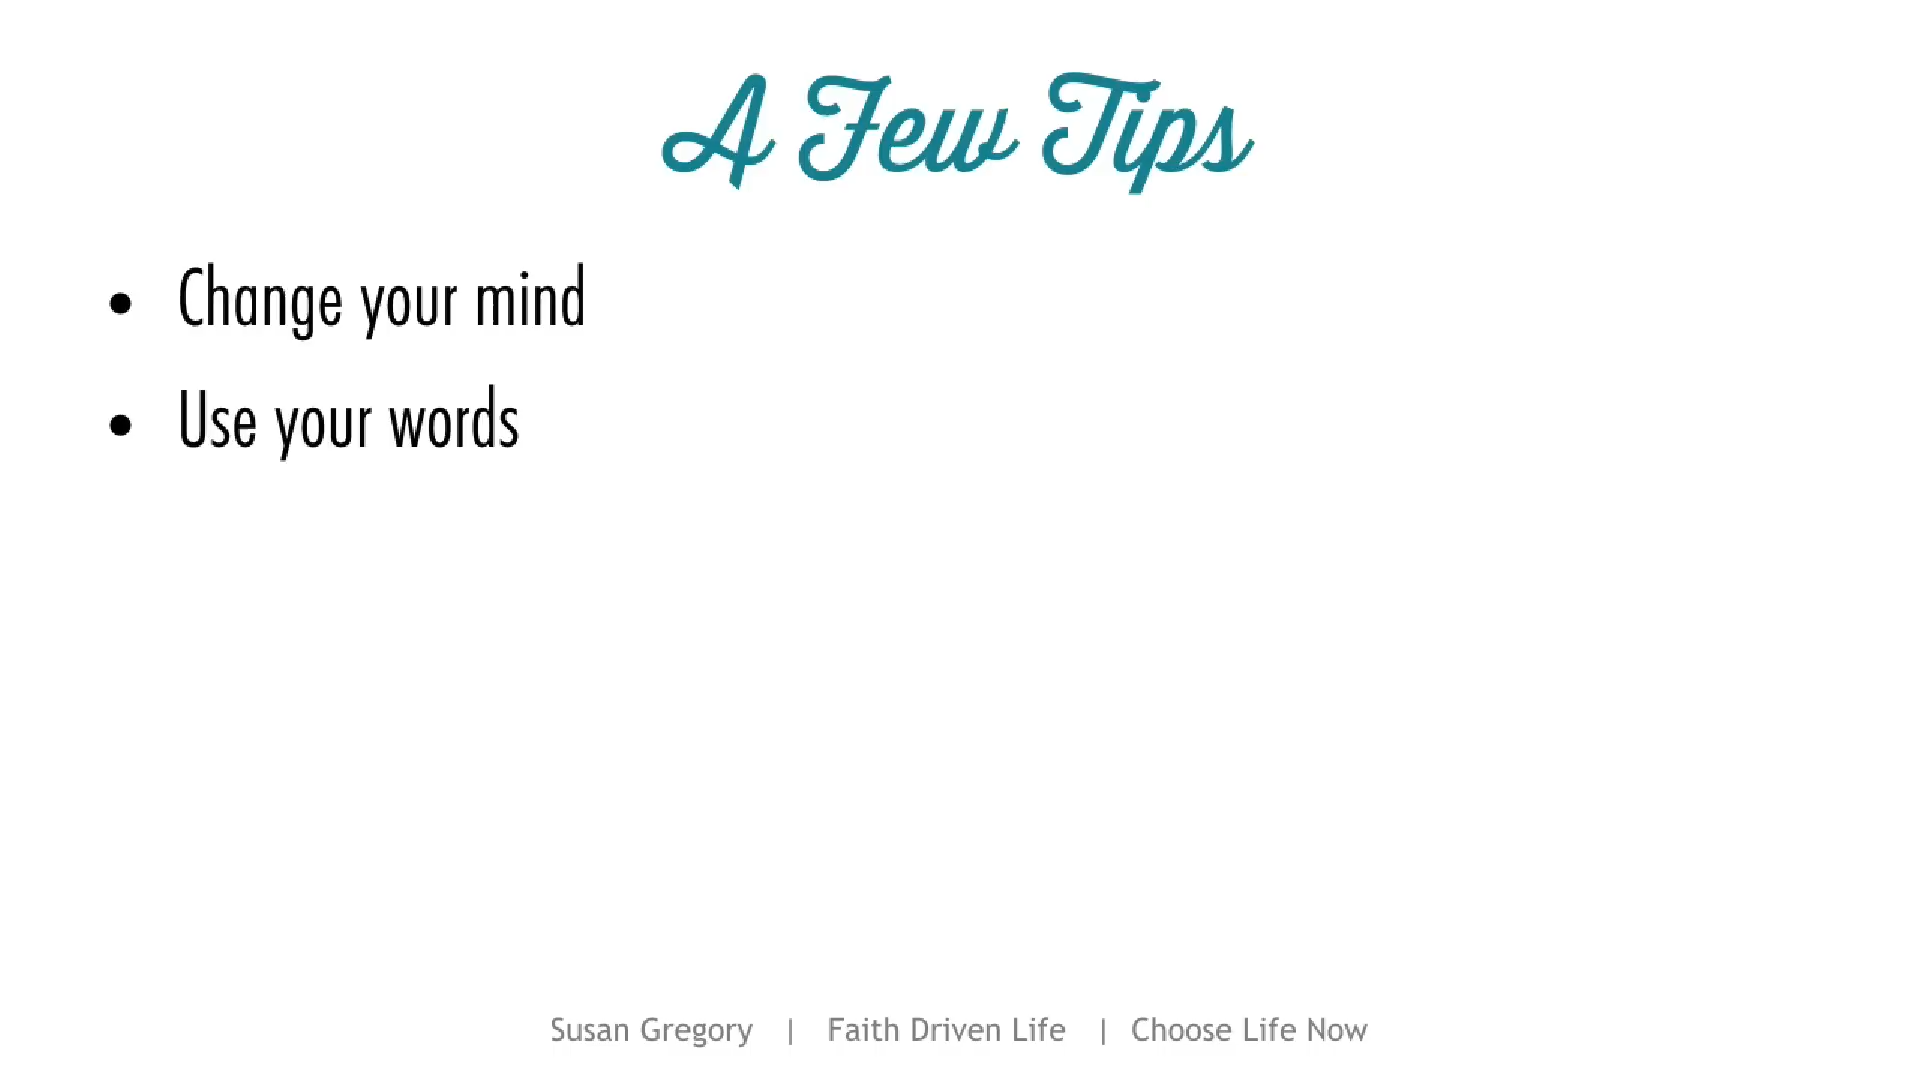 A Few Tips
• Change your mind
• Use your words
Susan Gregory | Faith Driven Life | Choose Life Now